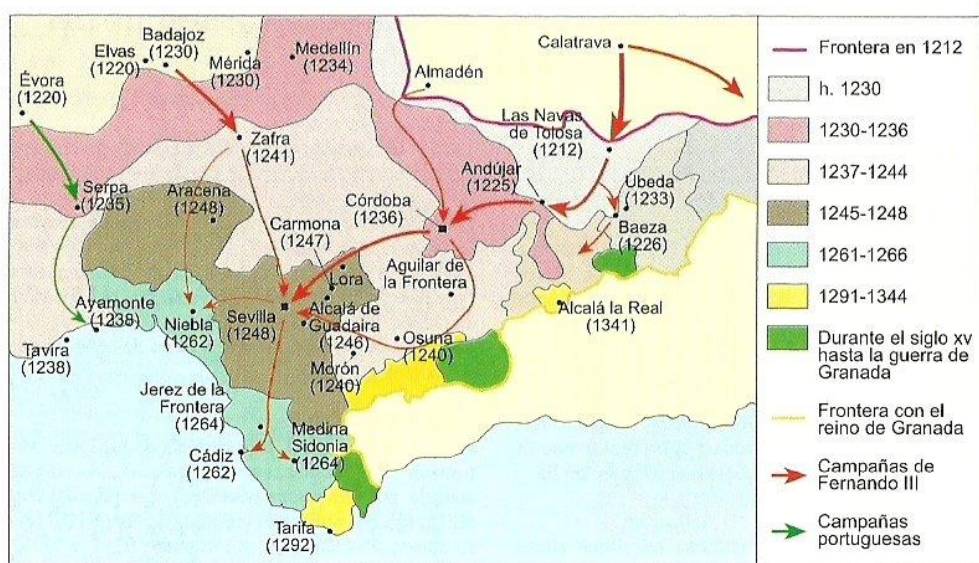 Badajoz
(1230)
Elvas
(1220)
Mérida
(1230)
Medellín
(1234)
Calatrava
Évora
(1220)
Almadén
Las Navas
de Tolosa
(1212)
Zafra
(1241)
Andújar
(1225)
Serpa
(1235)
Aracena
(1248)
Córdoba
(1236)
Úbeda
(1233)
Carmona
(1247)
Baeza
(1226)
Lora
Aguilar de
la Frontera
Ayamonte
(1238)
Niebla
(1262)
Sevilla
(1248)
Alcalá de
Guadaira
(1246)
Alcalá la Real
(1341)
Tavira
(1238)
Osuna
(1240)
Morón
(1240)
Jerez de la
Frontera
(1264)
Medina
Sidonia
(1264)
Cádiz
(1262)
Tarifa
(1292)
Frontera en 1212
h. 1230
1230-1236
1237-1244
1245-1248
1261-1266
1291-1344
Durante el siglo XV
hasta la guerra de
Granada
Frontera con el
reino de Granada
Campañas de
Fernando III
Campañas
portuguesas